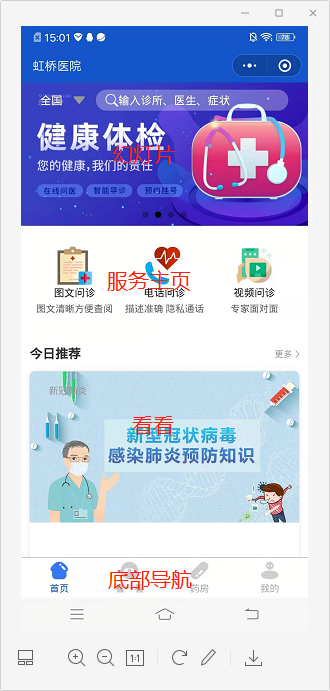 15:01
78
虹桥医院
全国
输入诊所、医生、症状
健康体检
幻灯片
您的健康,我们的责任
在线问医
智能导诊
预约挂号
服务主页
图文问诊
电话问诊
视频问诊
图文清晰方便查阅
描述准确 隐私通话
专家面对面
今日推荐
更多
新冠肺炎
看看
新型冠状病毒
感染肺炎预防知识
底部导航
首页
药房
我的
1:1